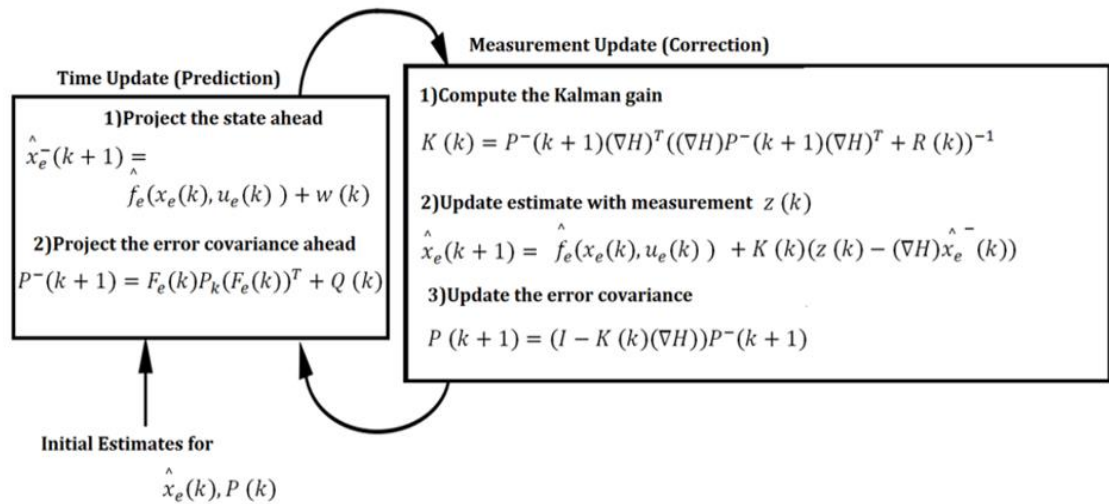 Time Update (Prediction)
1)Project the state ahead
x̂ₑ⁻(k + 1) =
f̂ₑ(xₑ(k), uₑ(k) ) + w (k)
2)Project the error covariance ahead
P⁻(k + 1) = Fₑ(k)Pₖ(Fₑ(k))ᵀ + Q (k)
Measurement Update (Correction)
1)Compute the Kalman gain
K (k) = P⁻(k + 1)(∇H)ᵀ((∇H)P⁻(k + 1)(∇H)ᵀ + R (k))⁻¹
2)Update estimate with measurement z (k)
x̂ₑ(k + 1) = f̂ₑ(xₑ(k), uₑ(k) ) + K (k)(z (k) − (∇H)x̂ₑ⁻(k))
3)Update the error covariance
P (k + 1) = (I − K (k)(∇H))P⁻(k + 1)
Initial Estimates for
x̂ₑ(k), P (k)